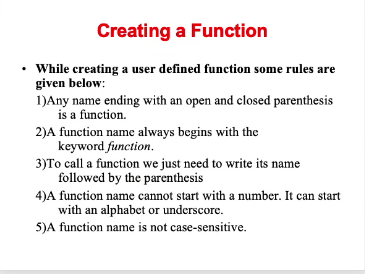 Creating a Function
• While creating a user defined function some rules are
given below:
1)Any name ending with an open and closed parenthesis
is a function.
2)A function name always begins with the
keyword function.
3)To call a function we just need to write its name
followed by the parenthesis
4)A function name cannot start with a number. It can start
with an alphabet or underscore.
5)A function name is not case-sensitive.